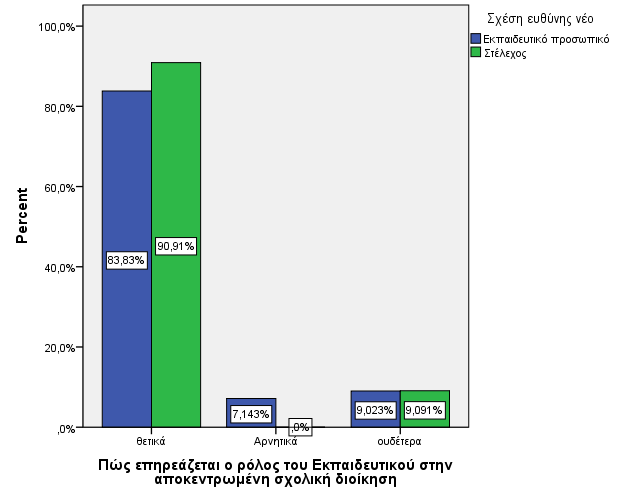 Σχέση ευθύνης νέο
Εκπαιδευτικό προσωπικό
Στέλεχος
Percent
100,0%
80,0%
60,0%
40,0%
20,0%
,0%
83,83%
90,91%
7,143%
,0%
9,023%
9,091%
θετικά
Αρνητικά
ουδέτερα
Πώς επηρεάζεται ο ρόλος του Εκπαιδευτικού στην
αποκεντρωμένη σχολική διοίκηση